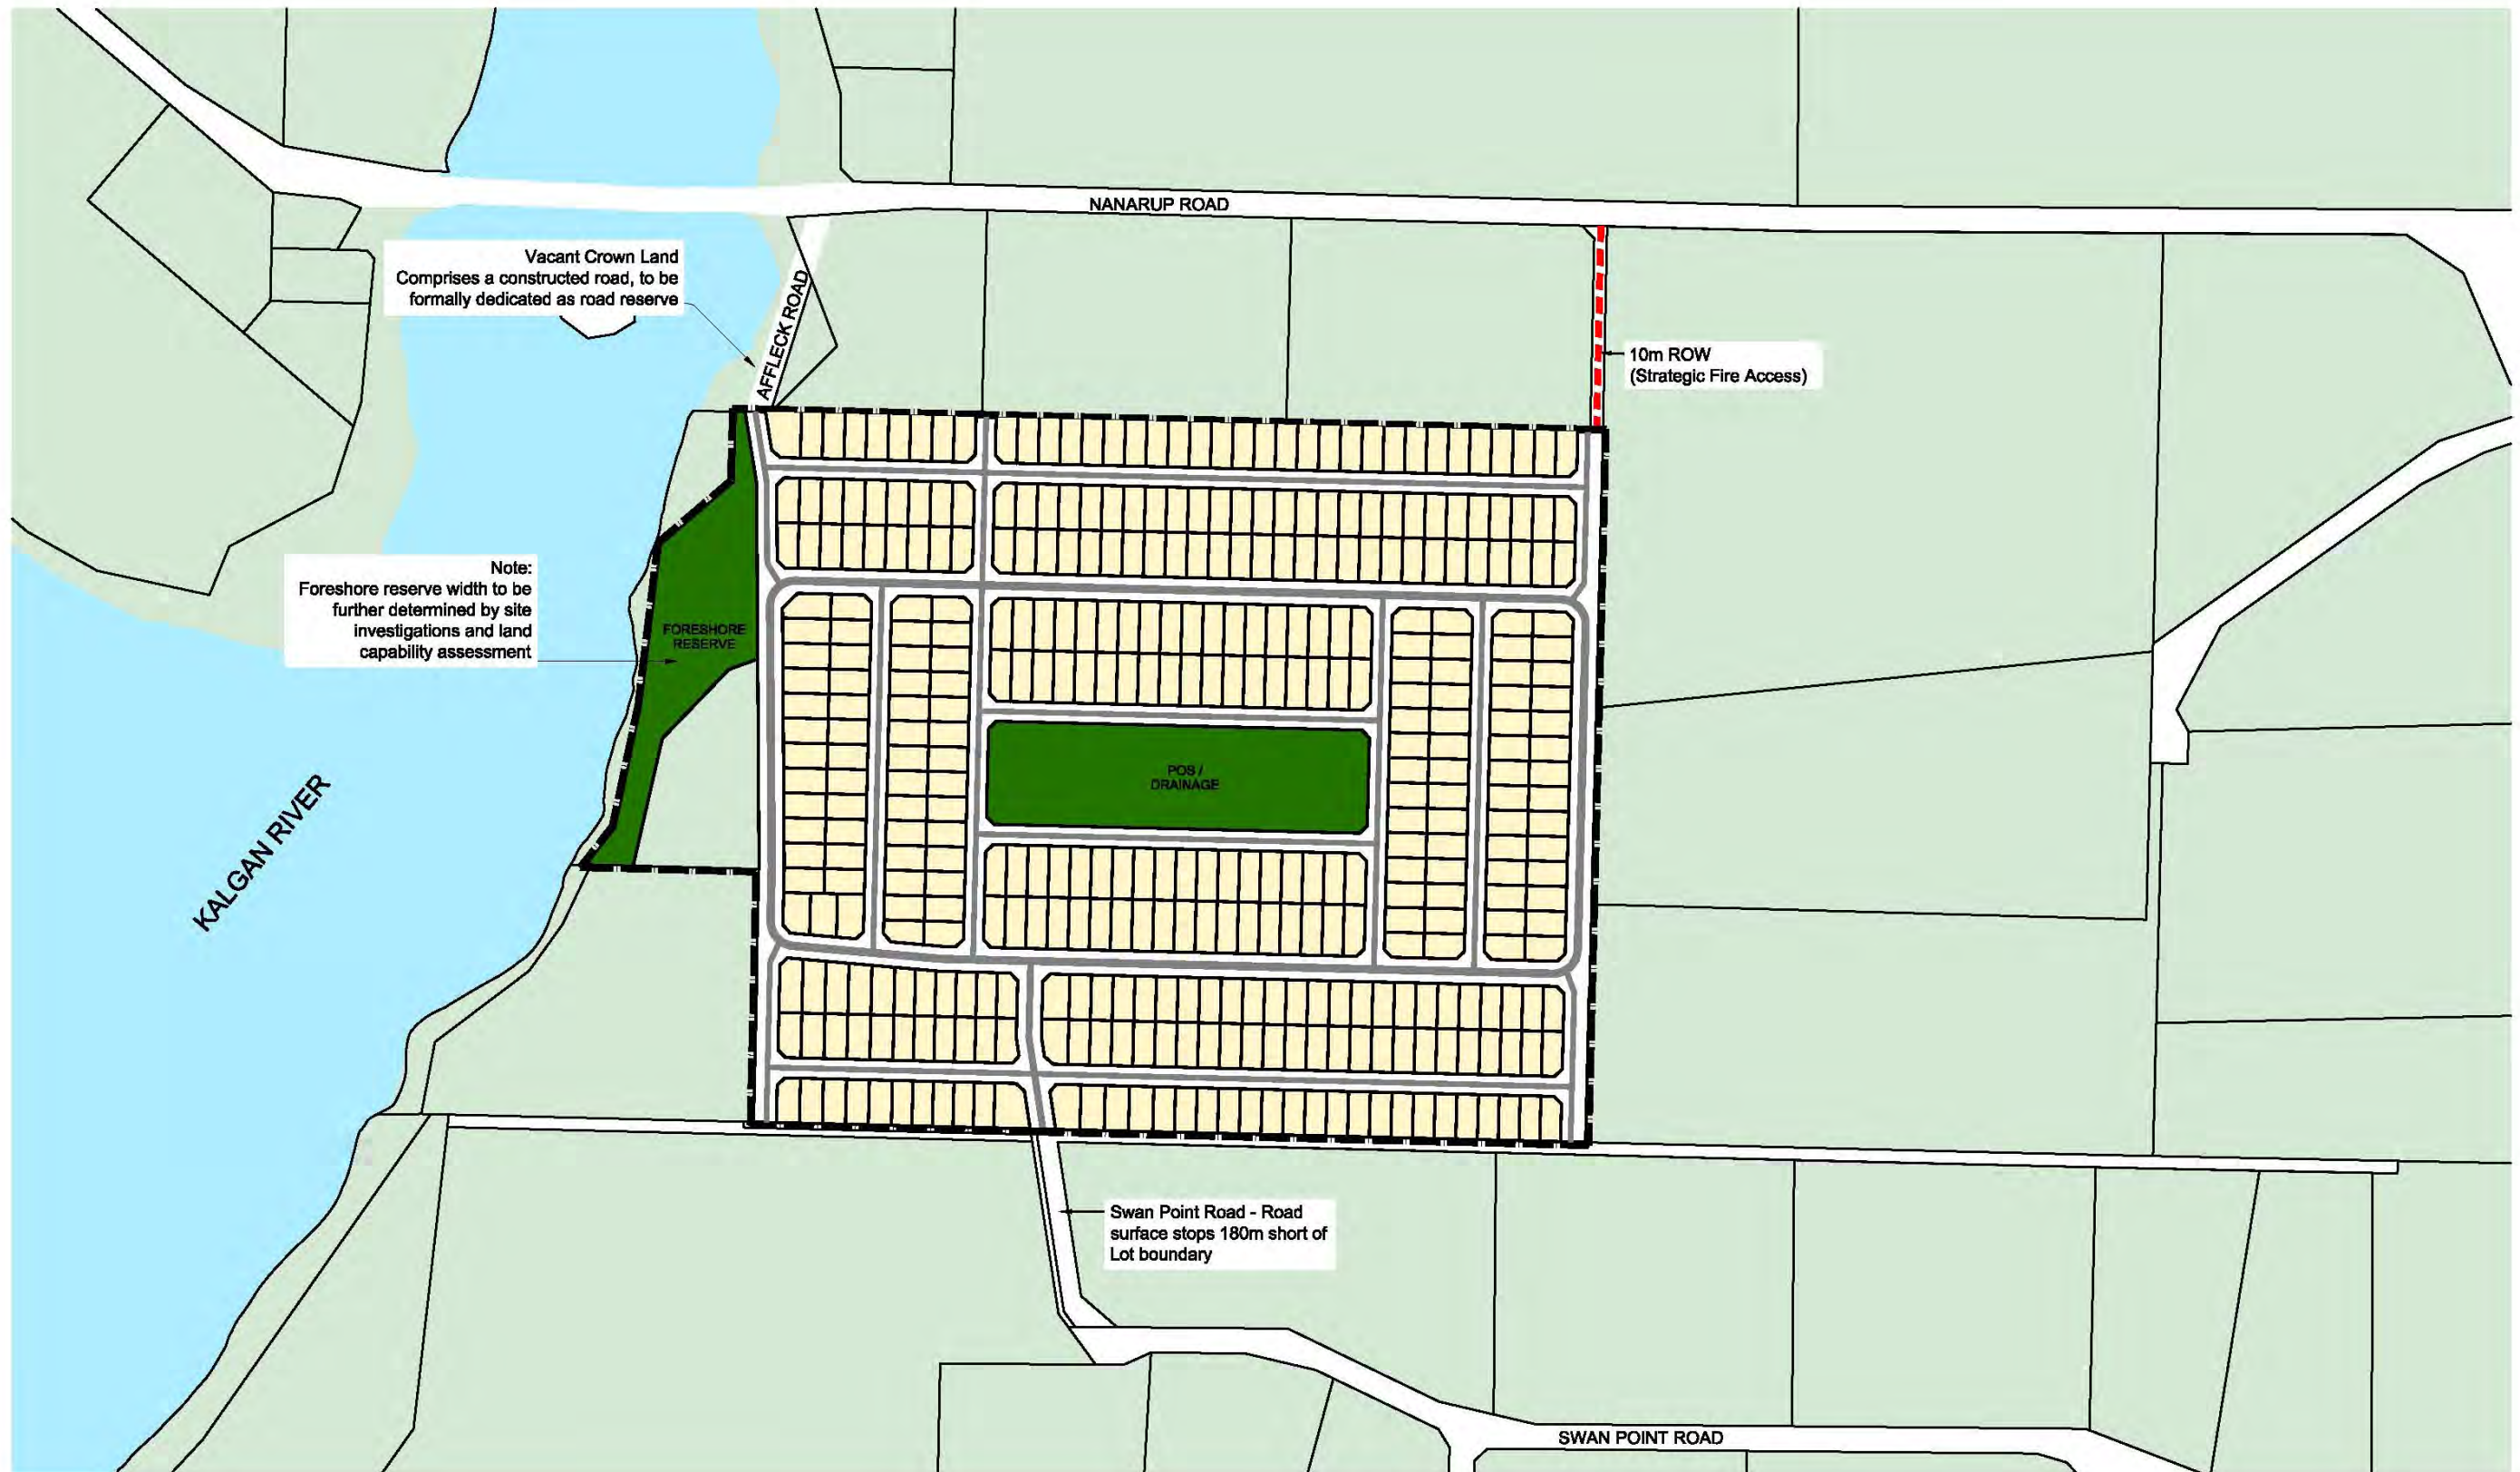 NANARUP ROAD
Vacant Crown Land
Comprises a constructed road, to be
formally dedicated as road reserve
AFFLECK ROAD
10m ROW
(Strategic Fire Access)
Note:
Foreshore reserve width to be
further determined by site
investigations and land
capability assessment
FORESHORE
RESERVE
POS /
DRAINAGE
KALGAN RIVER
Swan Point Road - Road
surface stops 180m short of
Lot boundary
SWAN POINT ROAD